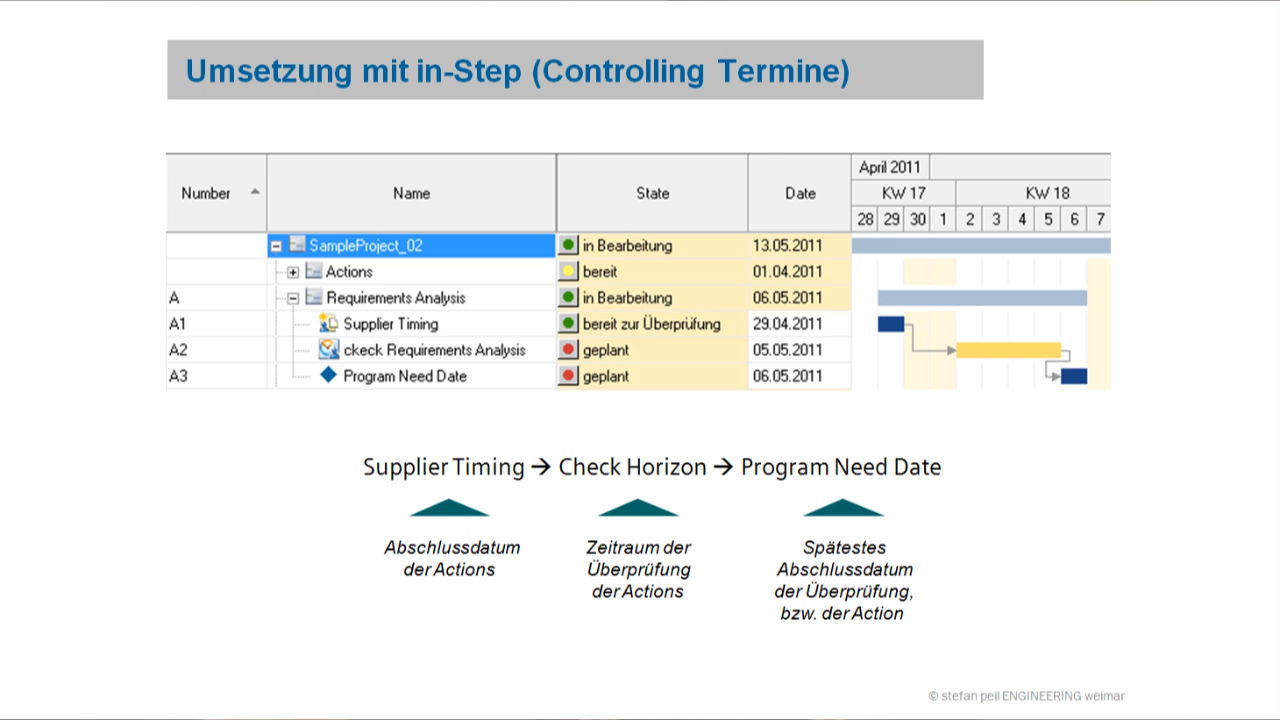 Umsetzung mit in-Step (Controlling Termine)
Number Name State Date April 2011
KW 17 KW 18
28 29 30 1 2 3 4 5 6 7
SampleProject_02 in Bearbeitung 13.05.2011
Actions bereit 01.04.2011
A Requirements Analysis in Bearbeitung 06.05.2011
A1 Supplier Timing bereit zur Überprüfung 29.04.2011
A2 ckeck Requirements Analysis geplant 05.05.2011
A3 Program Need Date geplant 06.05.2011
Supplier Timing → Check Horizon → Program Need Date
Abschlussdatum
der Actions
Zeitraum der
Überprüfung
der Actions
Spätestes
Abschlussdatum
der Überprüfung,
bzw. der Action
© stefan peil ENGINEERING weimar